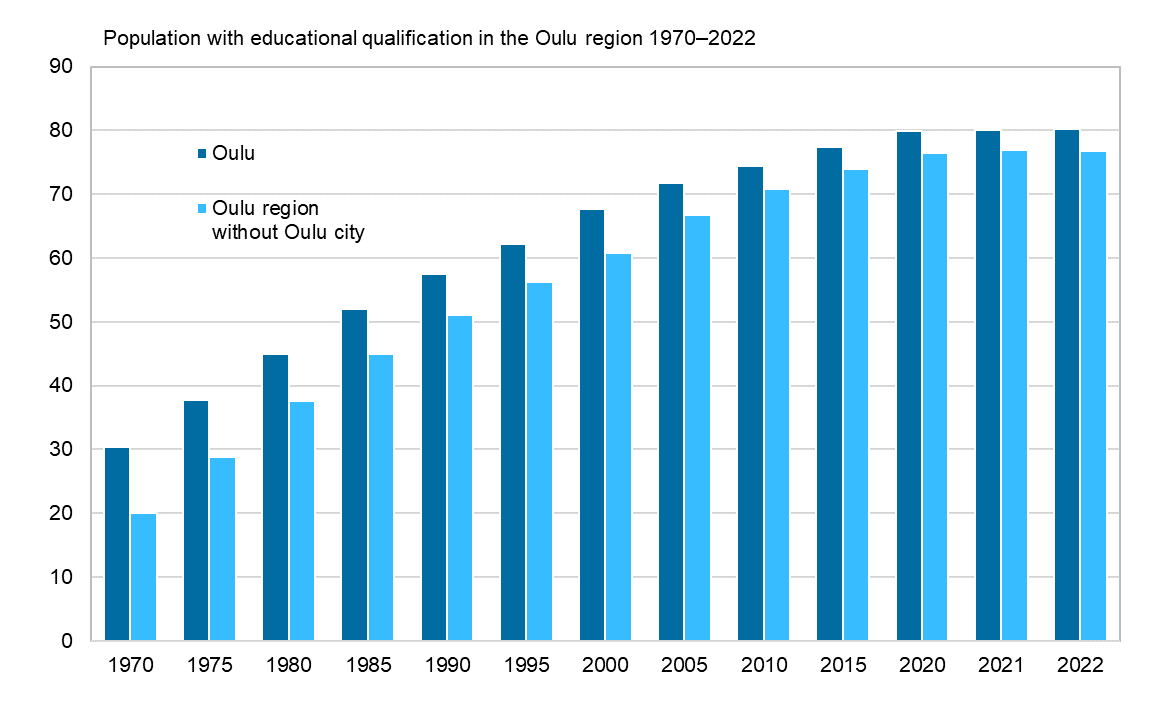 Population with educational qualification in the Oulu region 1970–2022
90
80
70
60
50
40
30
20
10
0
Oulu
Oulu region
without Oulu city
1970 1975 1980 1985 1990 1995 2000 2005 2010 2015 2020 2021 2022